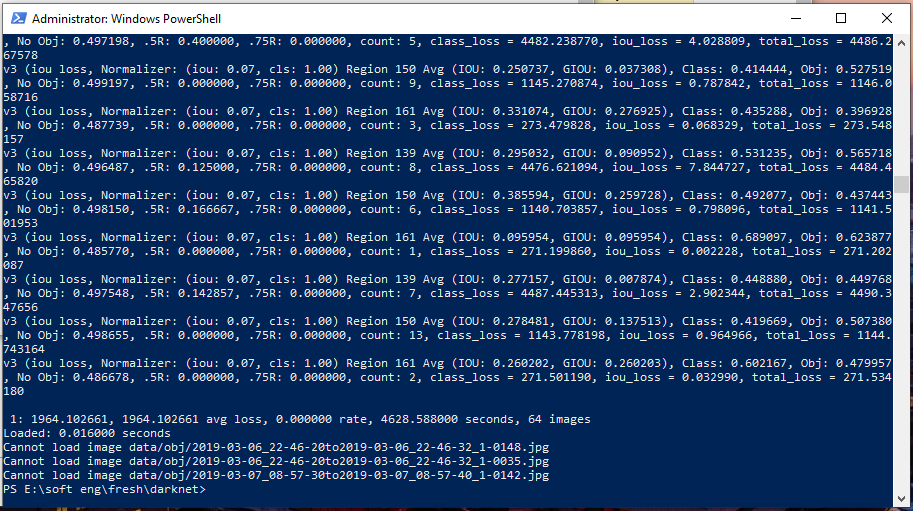 Administrator: Windows PowerShell
, No Obj: 0.497198, .5R: 0.400000, .75R: 0.000000, count: 5, class_loss = 4482.238770, iou_loss = 4.028809, total_loss = 4486.2
67578
v3 (iou loss, Normalizer: (iou: 0.07, cls: 1.00) Region 150 Avg (IOU: 0.250737, GIOU: 0.037308), Class: 0.414444, Obj: 0.527519
, No Obj: 0.499197, .5R: 0.000000, .75R: 0.000000, count: 9, class_loss = 1145.270874, iou_loss = 0.787842, total_loss = 1146.0
58716
v3 (iou loss, Normalizer: (iou: 0.07, cls: 1.00) Region 161 Avg (IOU: 0.331074, GIOU: 0.276925), Class: 0.435288, Obj: 0.396928
, No Obj: 0.487739, .5R: 0.000000, .75R: 0.000000, count: 3, class_loss = 273.479828, iou_loss = 0.068329, total_loss = 273.548
157
v3 (iou loss, Normalizer: (iou: 0.07, cls: 1.00) Region 139 Avg (IOU: 0.295032, GIOU: 0.090952), Class: 0.531235, Obj: 0.565718
, No Obj: 0.496487, .5R: 0.125000, .75R: 0.000000, count: 8, class_loss = 4476.621094, iou_loss = 7.844727, total_loss = 4484.4
65820
v3 (iou loss, Normalizer: (iou: 0.07, cls: 1.00) Region 150 Avg (IOU: 0.385594, GIOU: 0.259728), Class: 0.492077, Obj: 0.437443
, No Obj: 0.498150, .5R: 0.166667, .75R: 0.000000, count: 6, class_loss = 1140.703857, iou_loss = 0.798096, total_loss = 1141.5
01953
v3 (iou loss, Normalizer: (iou: 0.07, cls: 1.00) Region 161 Avg (IOU: 0.095954, GIOU: 0.095954), Class: 0.689097, Obj: 0.623877
, No Obj: 0.485770, .5R: 0.000000, .75R: 0.000000, count: 1, class_loss = 271.199860, iou_loss = 0.002228, total_loss = 271.202
087
v3 (iou loss, Normalizer: (iou: 0.07, cls: 1.00) Region 139 Avg (IOU: 0.277157, GIOU: 0.007874), Class: 0.448880, Obj: 0.449768
, No Obj: 0.497548, .5R: 0.142857, .75R: 0.000000, count: 7, class_loss = 4487.445313, iou_loss = 2.902344, total_loss = 4490.3
47656
v3 (iou loss, Normalizer: (iou: 0.07, cls: 1.00) Region 150 Avg (IOU: 0.278481, GIOU: 0.137513), Class: 0.419669, Obj: 0.507380
, No Obj: 0.498655, .5R: 0.000000, .75R: 0.000000, count: 13, class_loss = 1143.778198, iou_loss = 0.964966, total_loss = 1144.
743164
v3 (iou loss, Normalizer: (iou: 0.07, cls: 1.00) Region 161 Avg (IOU: 0.260202, GIOU: 0.260203), Class: 0.602167, Obj: 0.479957
, No Obj: 0.486678, .5R: 0.000000, .75R: 0.000000, count: 2, class_loss = 271.501190, iou_loss = 0.032990, total_loss = 271.534
180
1: 1964.102661, 1964.102661 avg loss, 0.000000 rate, 4628.588000 seconds, 64 images
Loaded: 0.016000 seconds
Cannot load image data/obj/2019-03-06_22-46-20to2019-03-06_22-46-32_1-0148.jpg
Cannot load image data/obj/2019-03-06_22-46-20to2019-03-06_22-46-32_1-0035.jpg
Cannot load image data/obj/2019-03-07_08-57-30to2019-03-07_08-57-40_1-0142.jpg
PS E:\soft eng\fresh\darknet>